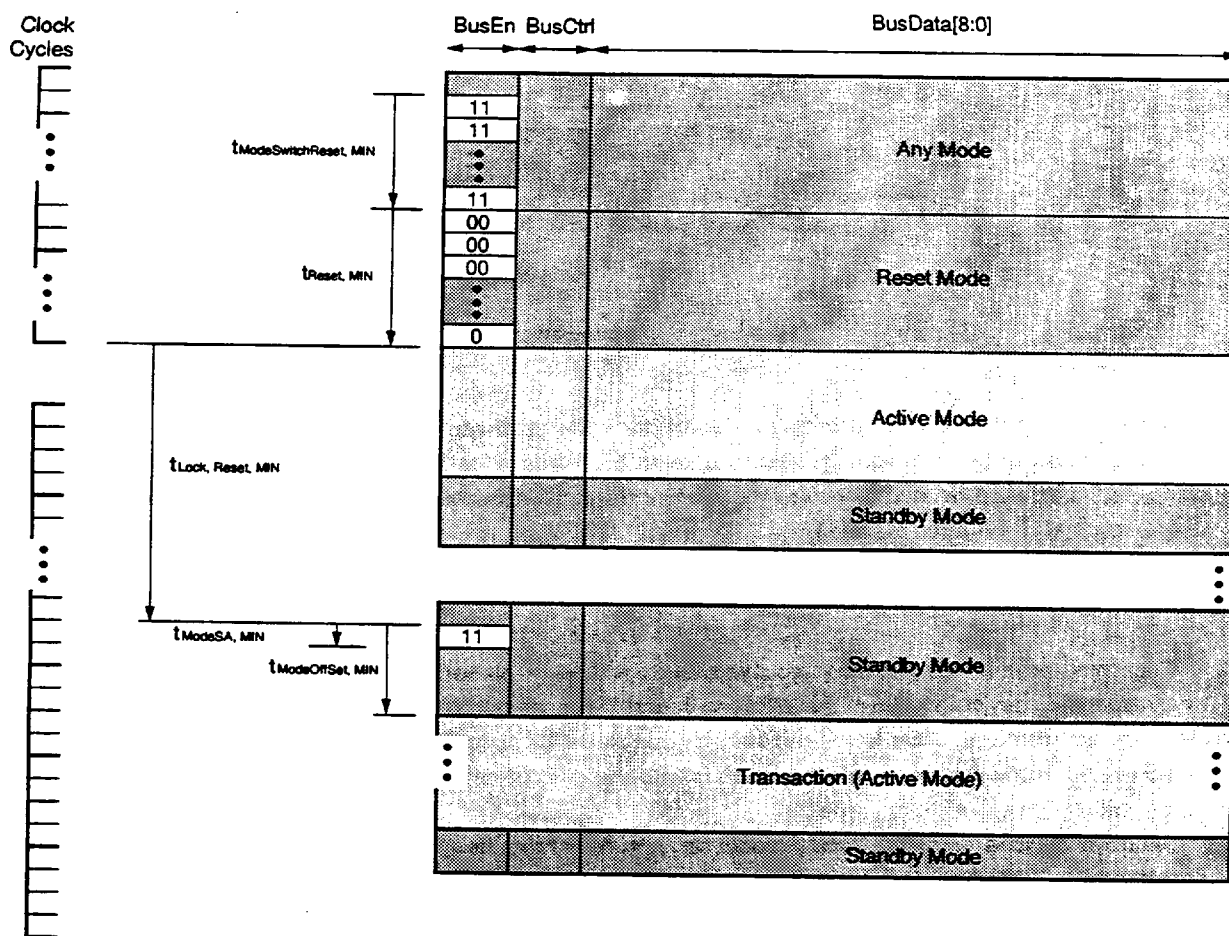 Clock Cycles
BusEn BusCtrl BusData[8:0]
11
11
tModeSwitchReset, MIN
Any Mode
11
00
00
00
tReset, MIN
Reset Mode
0
Active Mode
tLock, Reset, MIN
Standby Mode
tModeSA, MIN
11
tModeOffSet, MIN
Standby Mode
Transaction (Active Mode)
Standby Mode